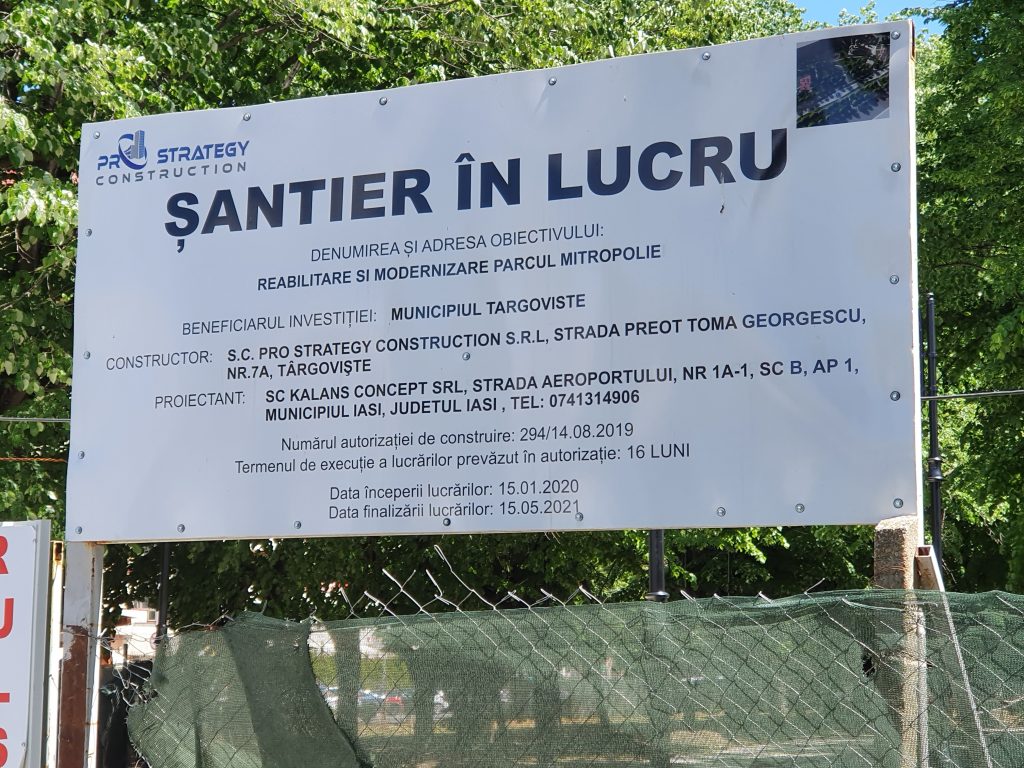 PRO STRATEGY
CONSTRUCTION
ȘANTIER ÎN LUCRU
DENUMIREA ȘI ADRESA OBIECTIVULUI:
REABILITARE SI MODERNIZARE PARCUL MITROPOLIE
BENEFICIARUL INVESTIȚIEI: MUNICIPIUL TARGOVISTE
CONSTRUCTOR: S.C. PRO STRATEGY CONSTRUCTION S.R.L, STRADA PREOT TOMA GEORGESCU,
NR.7A, TÂRGOVIȘTE
PROIECTANT: SC KALANS CONCEPT SRL, STRADA AEROPORTULUI, NR 1A-1, SC B, AP 1,
MUNICIPIUL IASI, JUDETUL IASI , TEL: 0741314906
Numărul autorizației de construire: 294/14.08.2019
Termenul de execuție a lucrărilor prevăzut în autorizație: 16 LUNI
Data începerii lucrărilor: 15.01.2020
Data finalizării lucrărilor: 15.05.2021